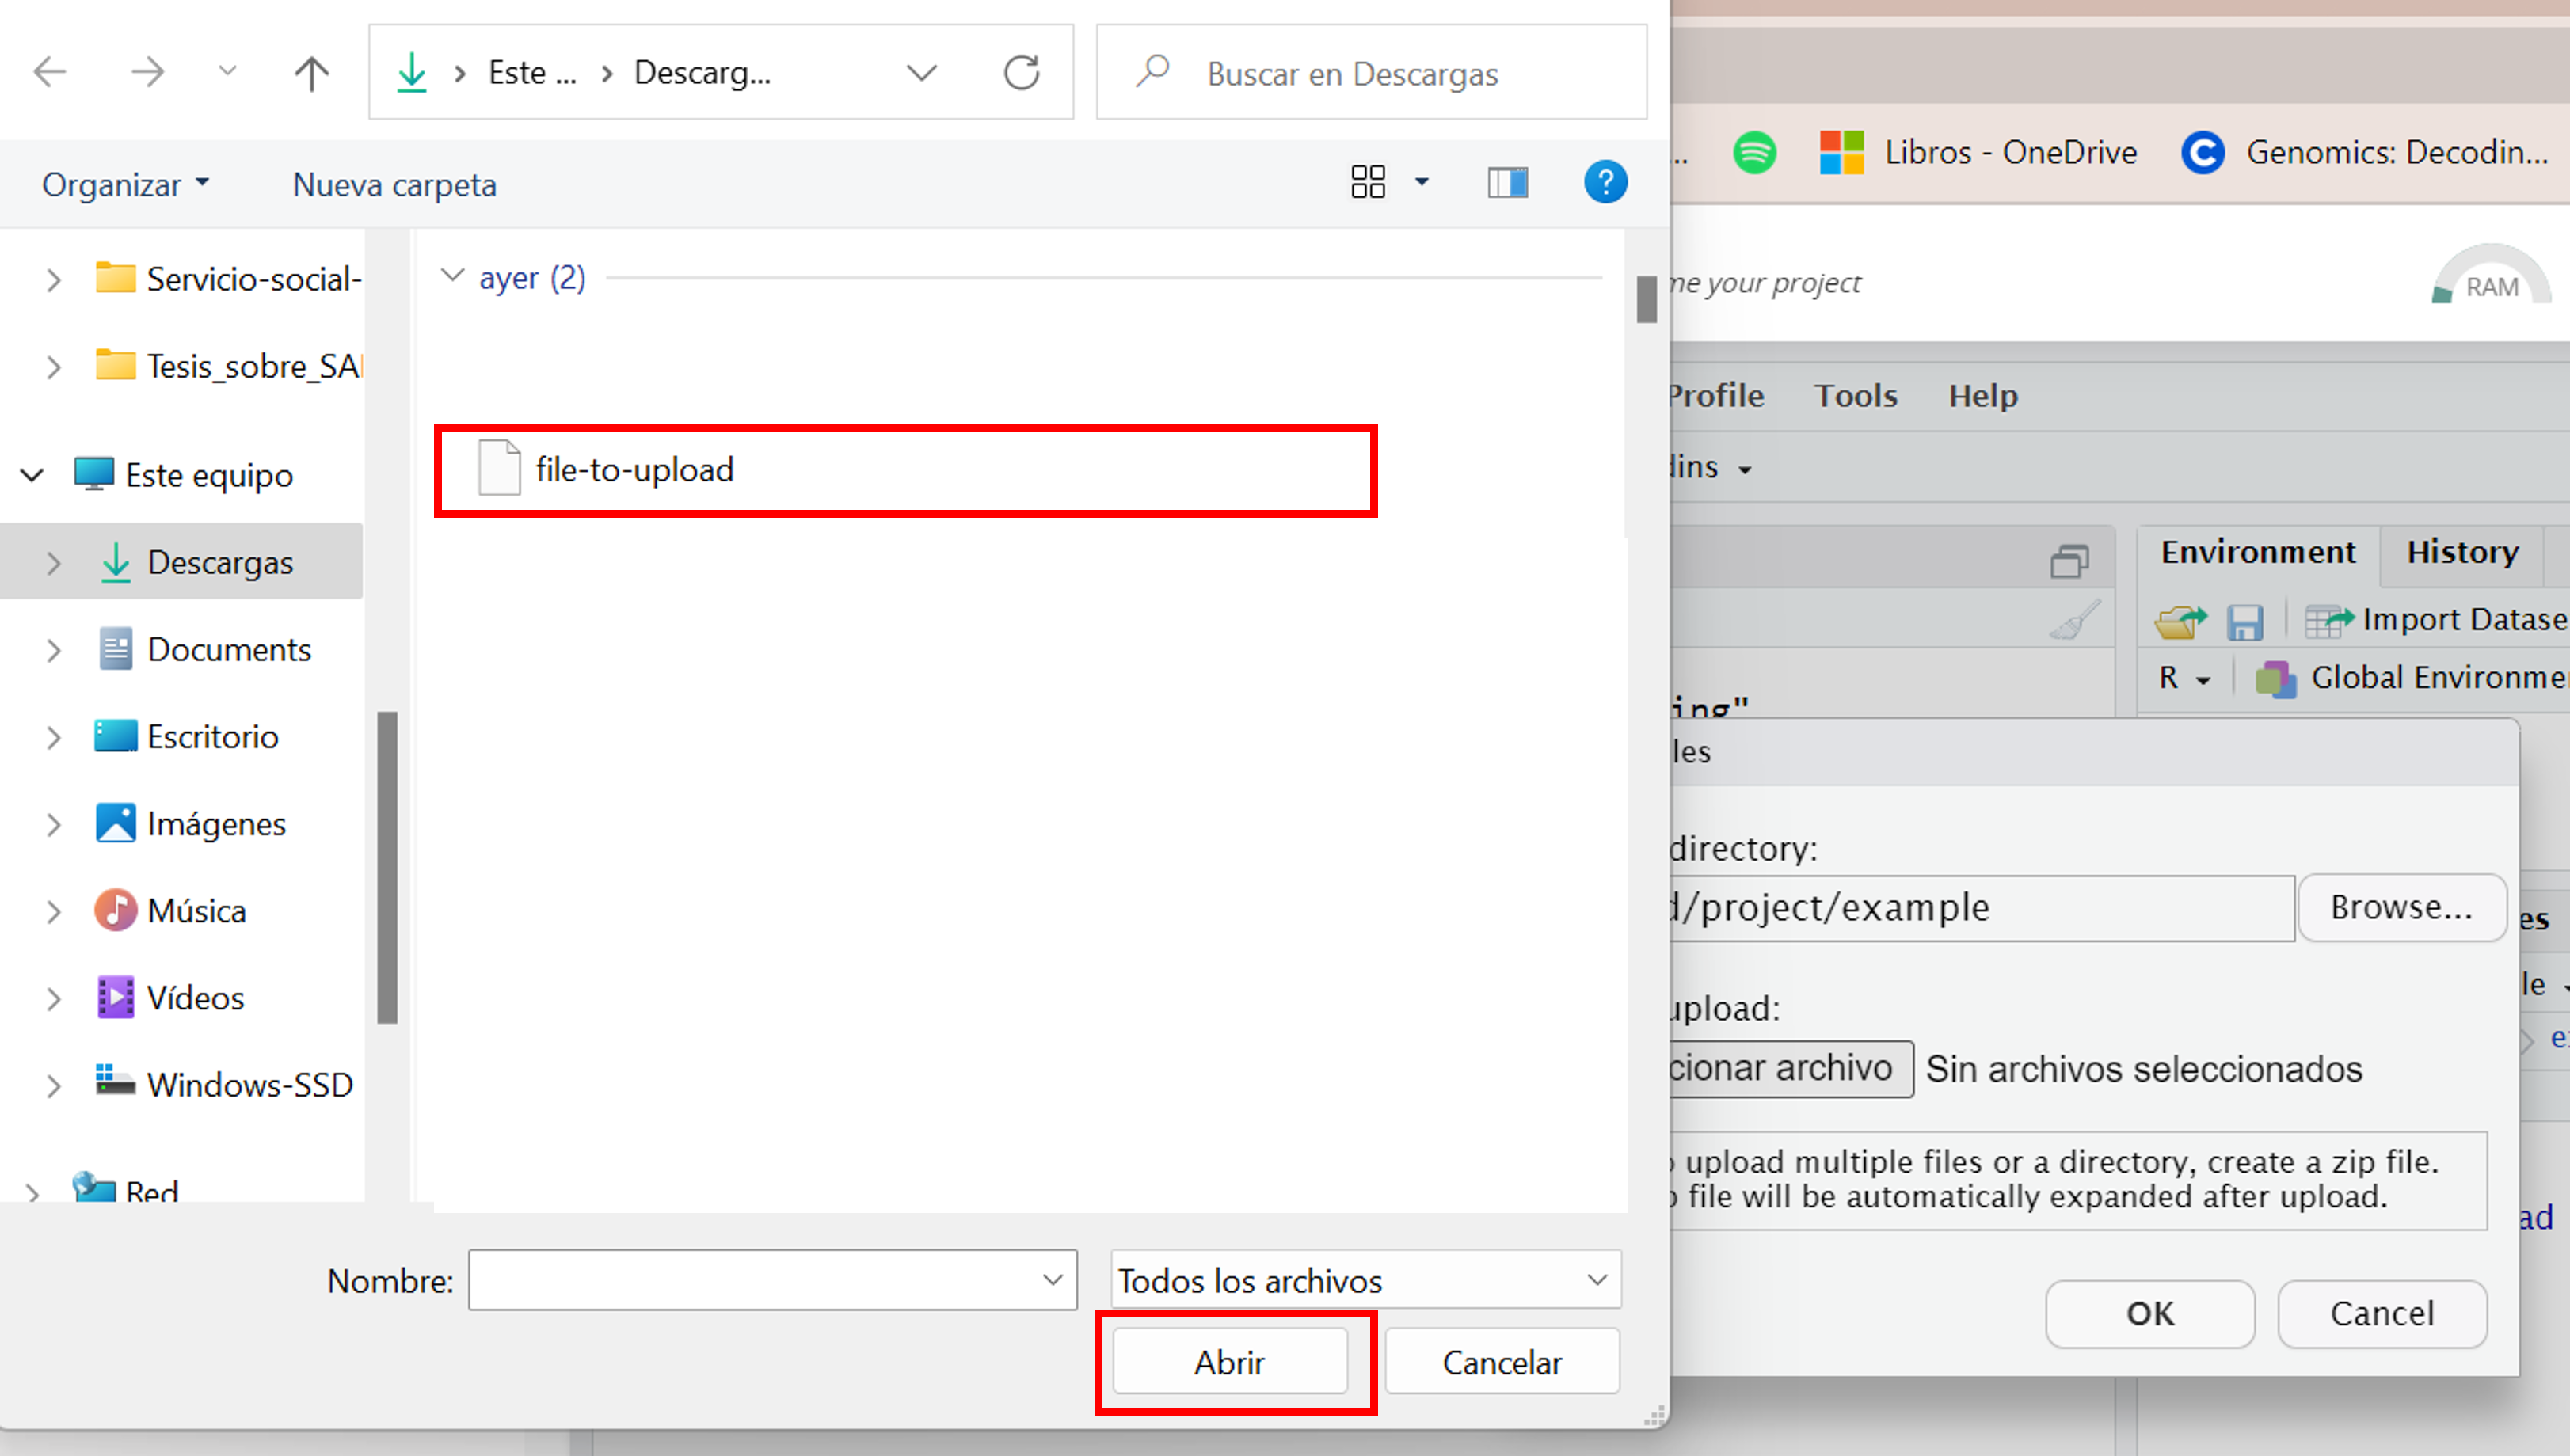 Este ... Descarg...
Buscar en Descargas
Organizar
Nueva carpeta
?
Servicio-social-
Tesis_sobre_SA
Este equipo
Descargas
Documents
Escritorio
Imágenes
Música
Vídeos
Windows-SSD
Red
ayer (2)
file-to-upload
Nombre:
Todos los archivos
Abrir
Cancelar
... Libros - OneDrive
Genomics: Decodin...
me your project
RAM
Profile Tools Help
dins
Environment History
Import Datase
R Global Environme
ing"
les
directory:
d/project/example
Browse...
upload:
cionar archivo Sin archivos seleccionados
o upload multiple files or a directory, create a zip file.
p file will be automatically expanded after upload.
OK
Cancel
es
le
ad